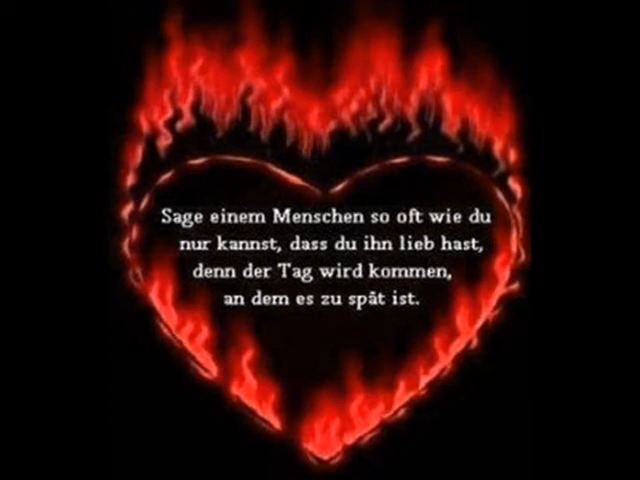 Sage einem Menschen so oft wie du
nur kannst, dass du ihn lieb hast,
denn der Tag wird kommen,
an dem es zu spät ist.